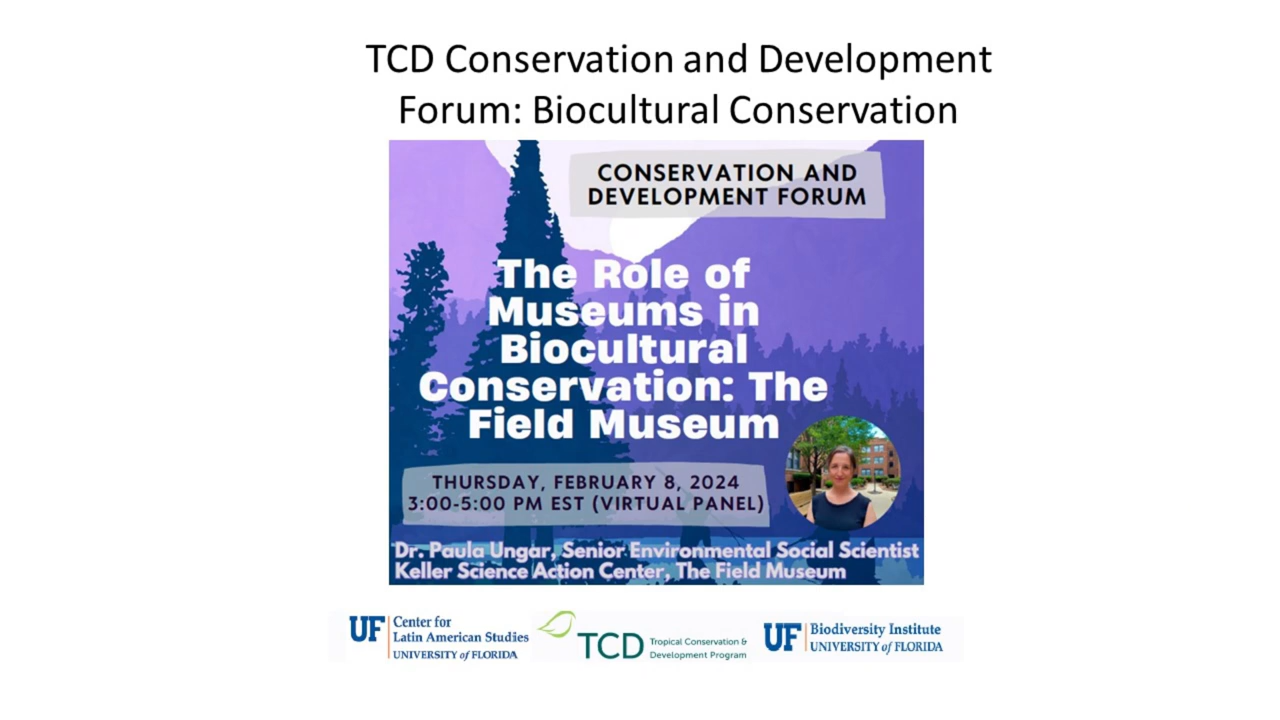 TCD Conservation and Development
Forum: Biocultural Conservation
CONSERVATION AND
DEVELOPMENT FORUM
The Role of
Museums in
Biocultural
Conservation: The
Field Museum
THURSDAY, FEBRUARY 8, 2024
3:00-5:00 PM EST (VIRTUAL PANEL)
Dr. Paula Ungar, Senior Environmental Social Scientist
Keller Science Action Center, The Field Museum
UF Center for
Latin American Studies
UNIVERSITY of FLORIDA
TCD Tropical Conservation &
Development Program
UF Biodiversity Institute
UNIVERSITY of FLORIDA